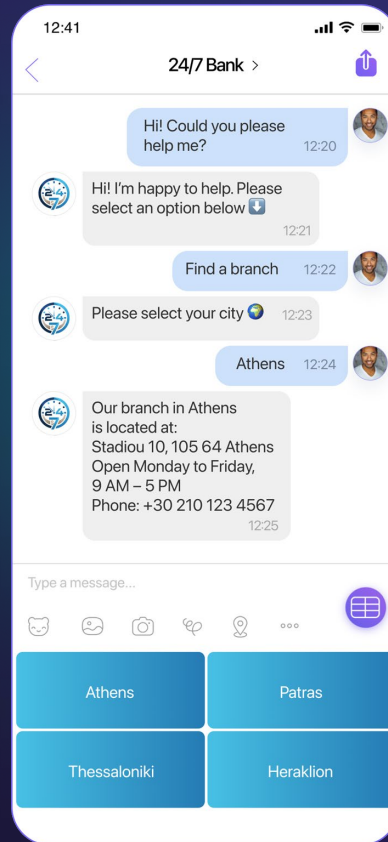 12:41
24/7 Bank >
Hi! Could you please
help me?
12:20
Hi! I'm happy to help. Please
select an option below ⬇️
12:21
Find a branch 12:22
Please select your city 🌍 12:23
Athens 12:24
Our branch in Athens
is located at:
Stadiou 10, 105 64 Athens
Open Monday to Friday,
9 AM – 5 PM
Phone: +30 210 123 4567
12:25
Type a message...
Athens Patras
Thessaloniki Heraklion